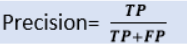 Precision= TP / TP+FP